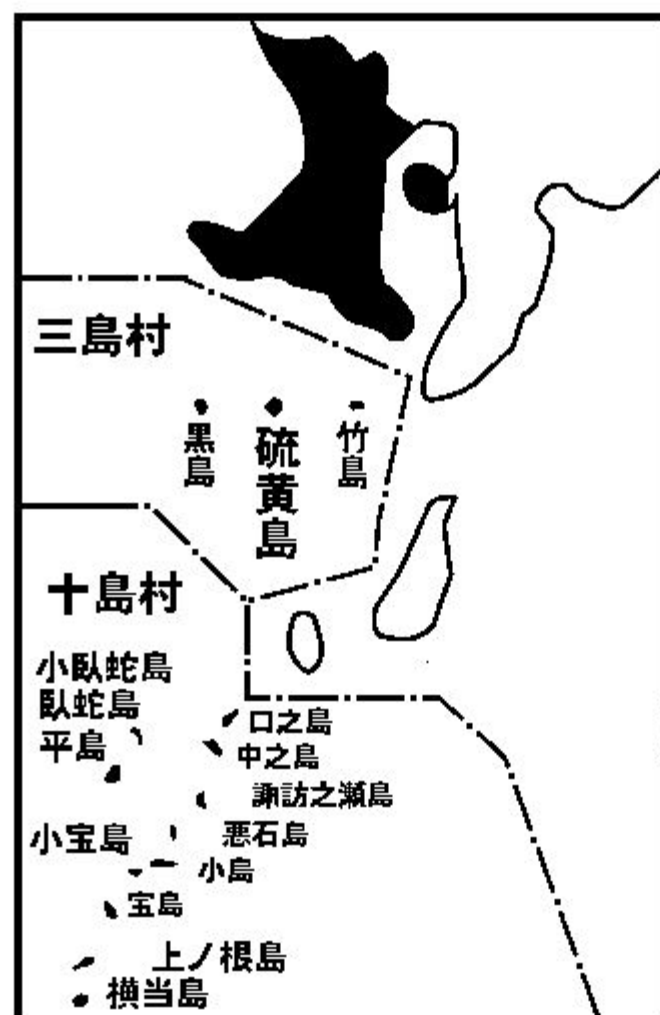 三島村
黒島
硫黄島
竹島
十島村
小臥蛇島
臥蛇島
平島
口之島
中之島
諏訪之瀬島
小宝島
悪石島
小島
宝島
上ノ根島
横当島